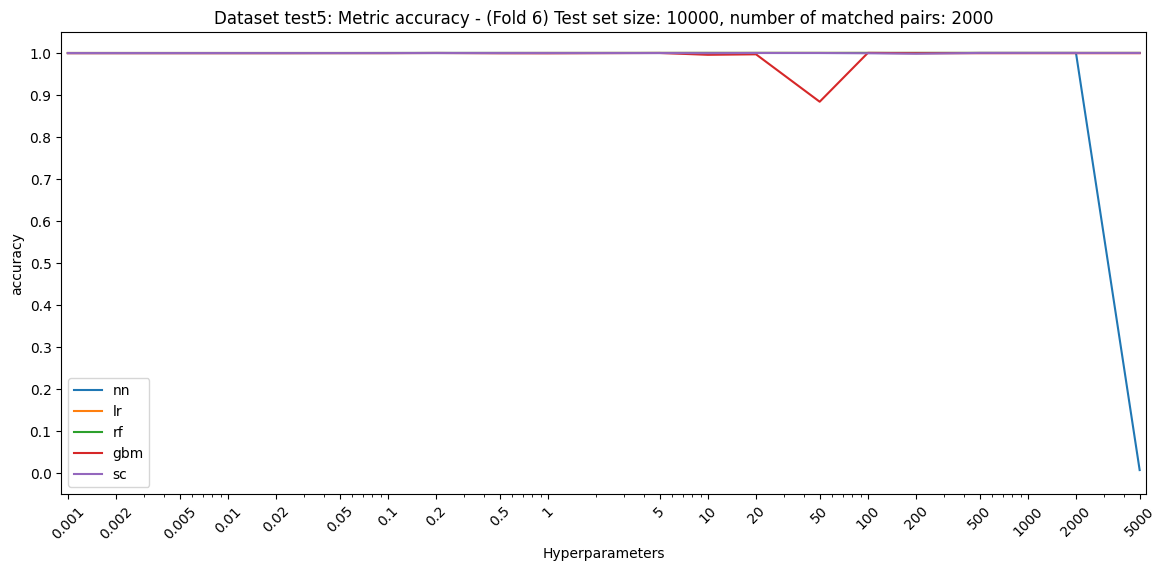 Dataset test5: Metric accuracy - (Fold 6) Test set size: 10000, number of matched pairs: 2000
1.0
0.9
0.8
0.7
0.6
0.5
0.4
0.3
0.2
0.1
0.0
accuracy
nn
lr
rf
gbm
sc
0.001 0.002 0.005 0.01 0.02 0.05 0.1 0.2 0.5 1 5 10 20 50 100 200 500 1000 2000 5000
Hyperparameters